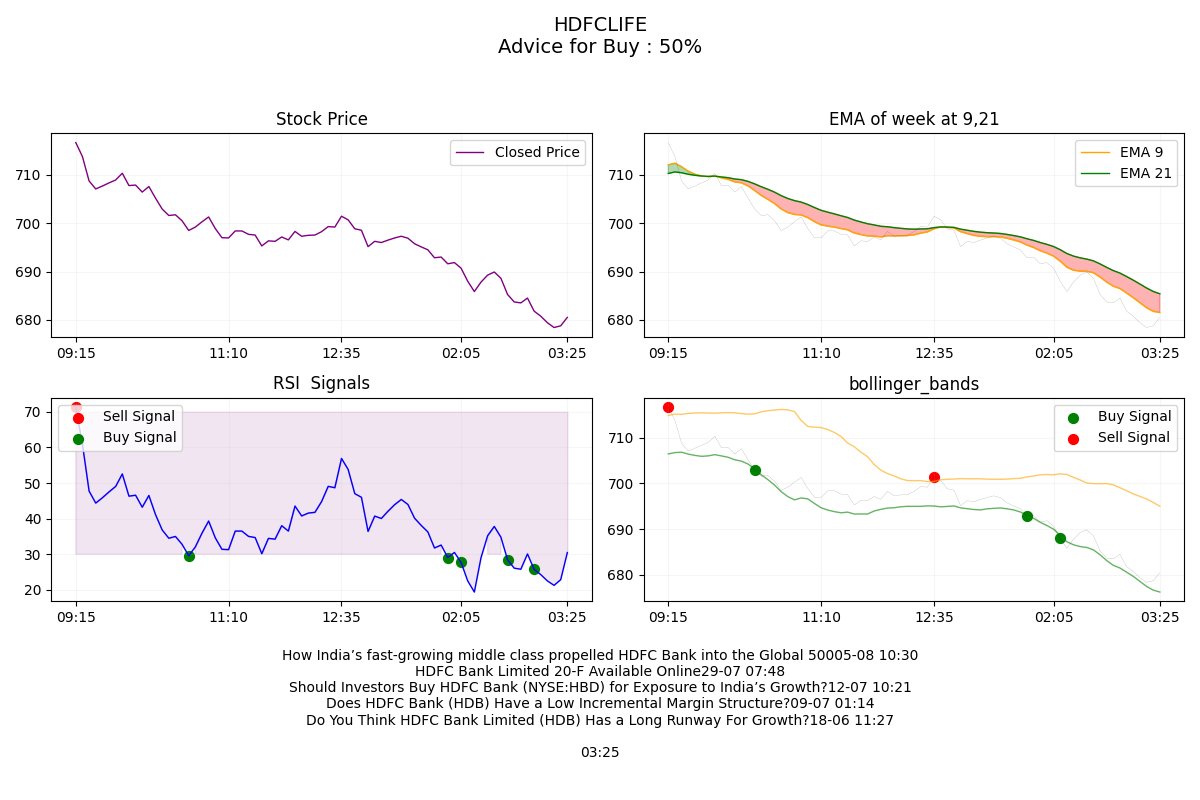 HDFCLIFE
Advice for Buy : 50%
Stock Price
Closed Price
710
700
690
680
09:15 11:10 12:35 02:05 03:25
EMA of week at 9,21
EMA 9
EMA 21
710
700
690
680
09:15 11:10 12:35 02:05 03:25
RSI  Signals
Sell Signal
Buy Signal
70
60
50
40
30
20
09:15 11:10 12:35 02:05 03:25
bollinger_bands
Buy Signal
Sell Signal
710
700
690
680
09:15 11:10 12:35 02:05 03:25
How India’s fast-growing middle class propelled HDFC Bank into the Global 50005-08 10:30
HDFC Bank Limited 20-F Available Online29-07 07:48
Should Investors Buy HDFC Bank (NYSE:HBD) for Exposure to India’s Growth?12-07 10:21
Does HDFC Bank (HDB) Have a Low Incremental Margin Structure?09-07 01:14
Do You Think HDFC Bank Limited (HDB) Has a Long Runway For Growth?18-06 11:27
03:25